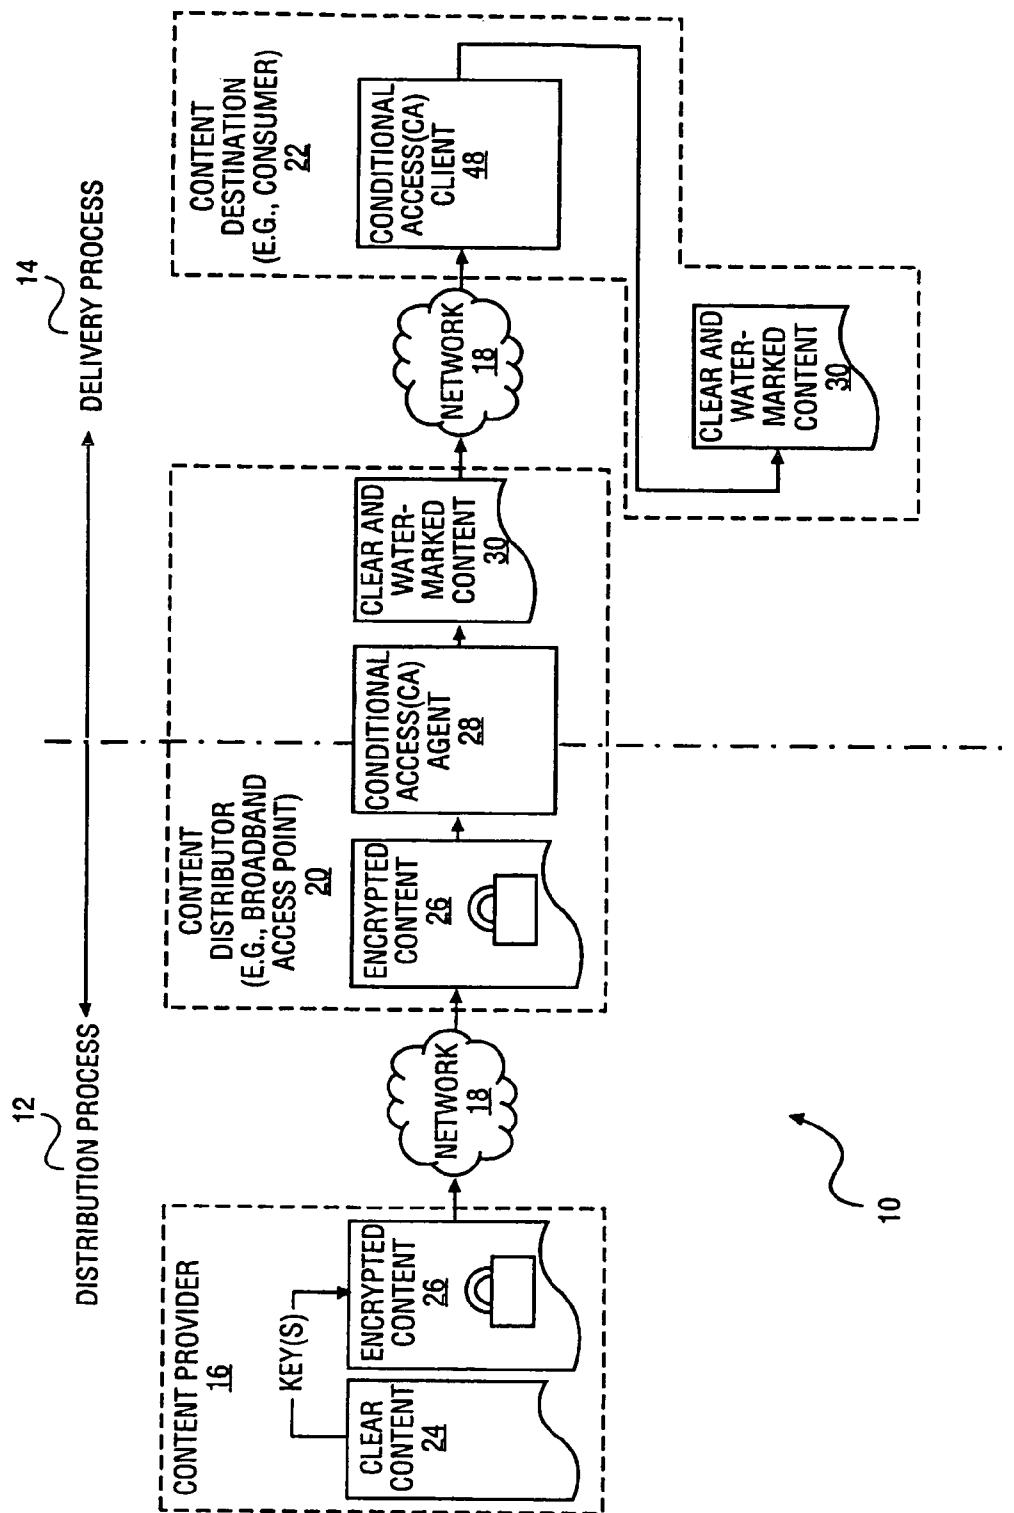 12
DISTRIBUTION PROCESS
14
DELIVERY PROCESS
CONTENT PROVIDER
16
KEY(S)
CLEAR
CONTENT
24
ENCRYPTED
CONTENT
26
NETWORK
18
CONTENT
DISTRIBUTOR
(E.G., BROADBAND
ACCESS POINT)
20
ENCRYPTED
CONTENT
26
CONDITIONAL
ACCESS(CA)
AGENT
28
CLEAR AND
WATER-
MARKED
CONTENT
30
NETWORK
18
CONTENT
DESTINATION
(E.G., CONSUMER)
22
CONDITIONAL
ACCESS(CA)
CLIENT
48
CLEAR AND
WATER-
MARKED
CONTENT
30
10